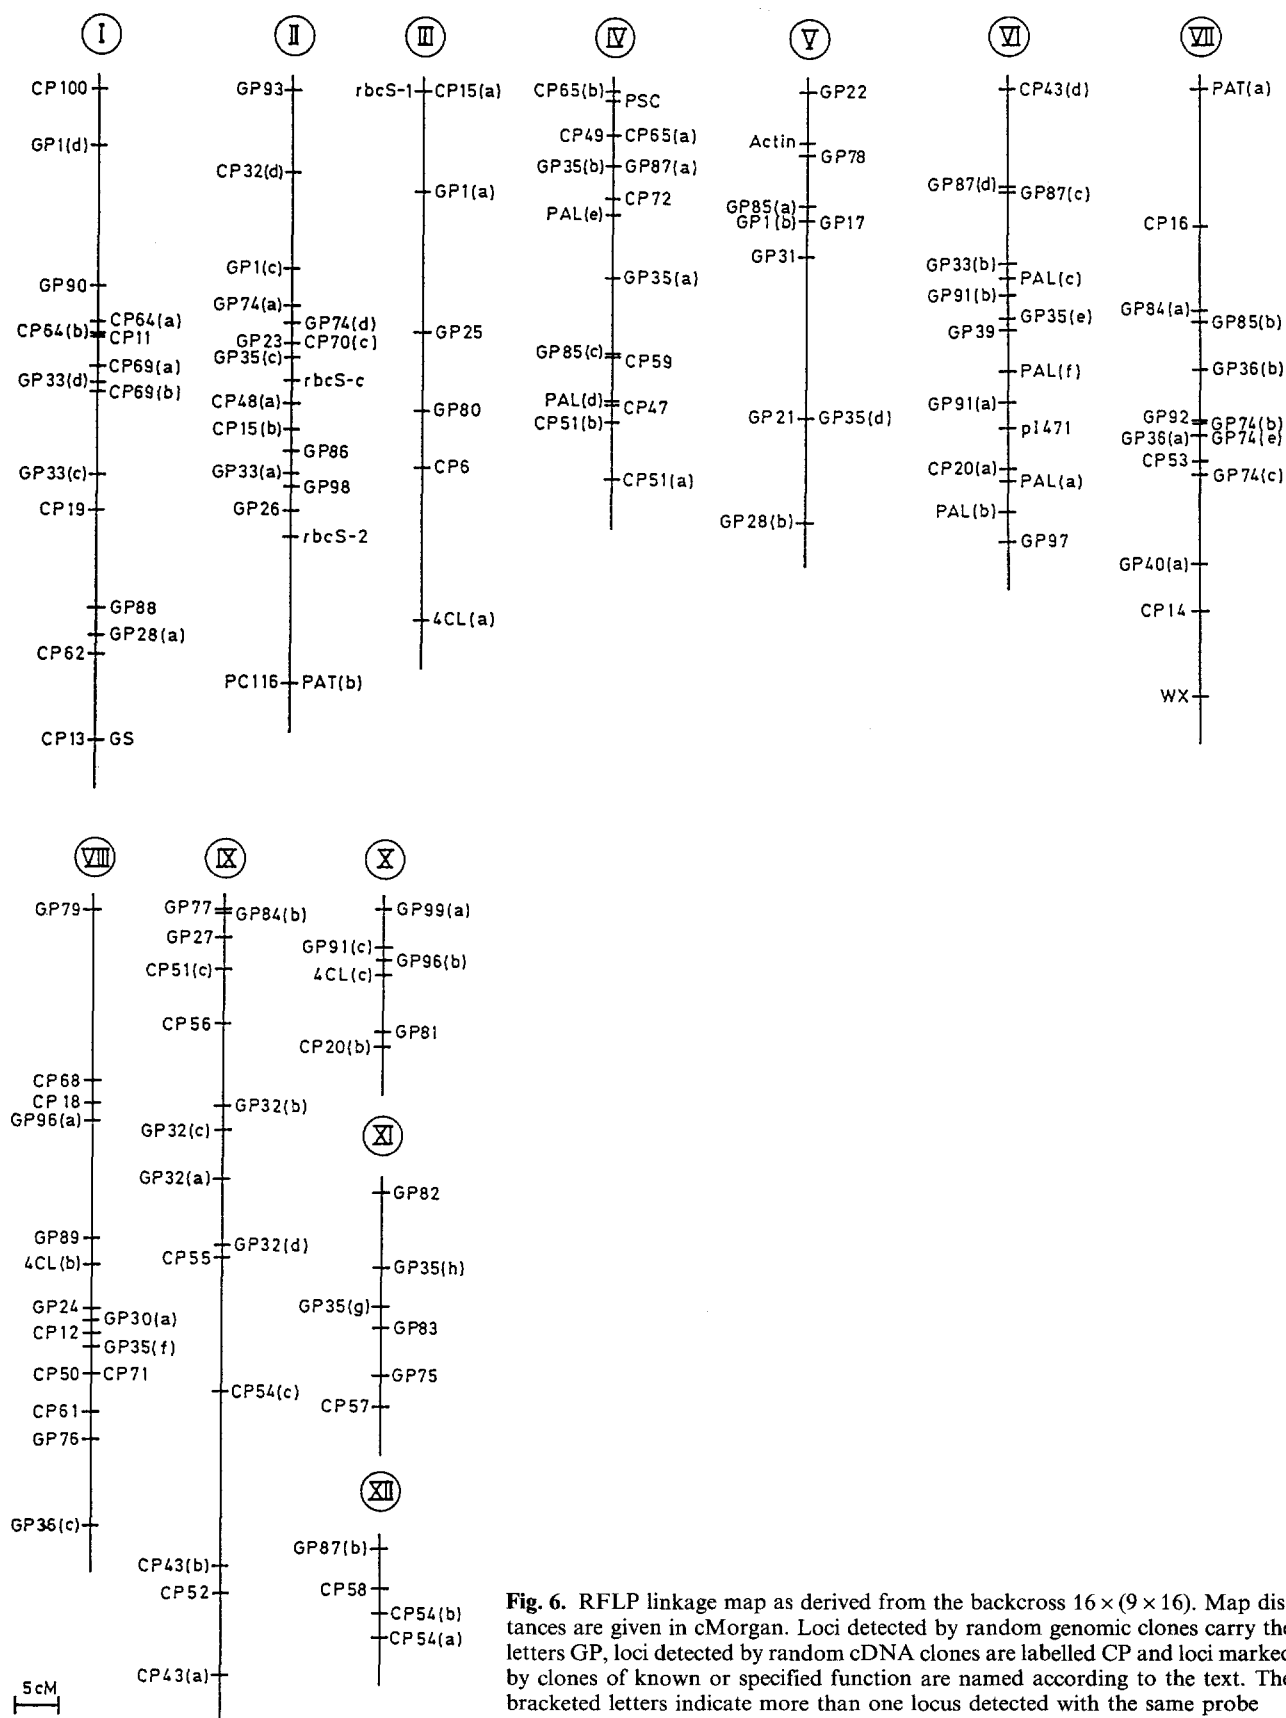 I
CP100
GP1(d)
GP90
CP64(a)
CP64(b)
CP11
CP69(a)
GP33(d)
CP69(b)
GP33(c)
CP19
GP88
GP28(a)
CP62
CP13 GS
II
GP93
CP32(d)
GP1(c)
GP74(a)
GP74(d)
GP23 CP70(c)
GP35(c)
rbcS-c
CP48(a)
CP15(b)
GP86
GP33(a)
GP98
GP26
rbcS-2
PC116 PAT(b)
III
rbcS-1 CP15(a)
GP1(a)
GP25
GP80
CP6
4CL(a)
IV
CP65(b)
PSC
CP49 CP65(a)
GP35(b) GP87(a)
CP72
PAL(e)
GP35(a)
GP85(c)
CP59
PAL(d)
CP47
CP51(b)
CP51(a)
V
GP22
Actin
GP78
GP85(a)
GP1(b) GP17
GP31
GP21 GP35(d)
GP28(b)
VI
CP43(d)
GP87(d)
GP87(c)
GP33(b)
PAL(c)
GP91(b)
GP35(e)
GP39
PAL(f)
GP91(a)
p1471
CP20(a)
PAL(a)
PAL(b)
GP97
VII
PAT(a)
CP16
GP84(a)
GP85(b)
GP36(b)
GP92
GP74(b)
GP36(a) GP74(e)
CP53
GP74(c)
GP40(a)
CP14
WX
VIII
GP79
CP68
CP18
GP96(a)
GP89
4CL(b)
GP24
GP30(a)
CP12
GP35(f)
CP50 CP71
CP61
GP76
GP36(c)
IX
GP77
GP84(b)
GP27
CP51(c)
CP56
GP32(b)
GP32(c)
GP32(a)
GP32(d)
CP55
CP54(c)
CP43(b)
CP52
CP43(a)
X
GP99(a)
GP91(c)
GP96(b)
4CL(c)
GP81
CP20(b)
XI
GP82
GP35(h)
GP35(g)
GP83
GP75
CP57
XII
GP87(b)
CP58
CP54(b)
CP54(a)
5cM
Fig. 6. RFLP linkage map as derived from the backcross 16 × (9 × 16). Map dis-
tances are given in cMorgan. Loci detected by random genomic clones carry the
letters GP, loci detected by random cDNA clones are labelled CP and loci marked
by clones of known or specified function are named according to the text. The
bracketed letters indicate more than one locus detected with the same probe